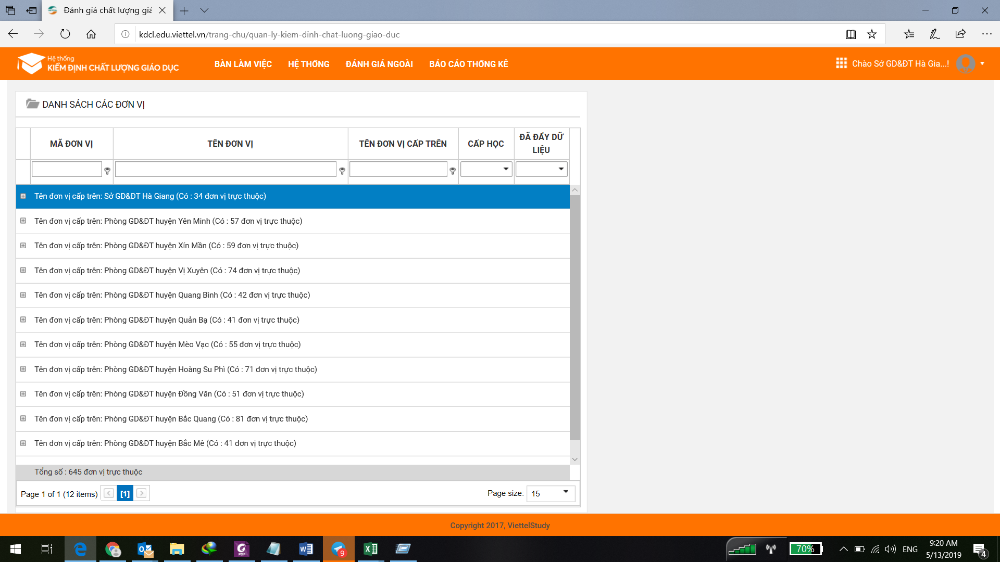 Đánh giá chất lượng giá
kdcl.edu.viettel.vn/trang-chu/quan-ly-kiem-dinh-chat-luong-giao-duc
Hệ thống
KIỂM ĐỊNH CHẤT LƯỢNG GIÁO DỤC
BÀN LÀM VIỆC HỆ THỐNG ĐÁNH GIÁ NGOÀI BÁO CÁO THỐNG KÊ
Chào Sở GD&ĐT Hà Gia...!
DANH SÁCH CÁC ĐƠN VỊ
MÃ ĐƠN VỊ TÊN ĐƠN VỊ TÊN ĐƠN VỊ CẤP TRÊN CẤP HỌC ĐÃ ĐẨY DỮ LIỆU
Tên đơn vị cấp trên: Sở GD&ĐT Hà Giang (Có : 34 đơn vị trực thuộc)
Tên đơn vị cấp trên: Phòng GD&ĐT huyện Yên Minh (Có : 57 đơn vị trực thuộc)
Tên đơn vị cấp trên: Phòng GD&ĐT huyện Xín Mần (Có : 59 đơn vị trực thuộc)
Tên đơn vị cấp trên: Phòng GD&ĐT huyện Vị Xuyên (Có : 74 đơn vị trực thuộc)
Tên đơn vị cấp trên: Phòng GD&ĐT huyện Quang Bình (Có : 42 đơn vị trực thuộc)
Tên đơn vị cấp trên: Phòng GD&ĐT huyện Quản Bạ (Có : 41 đơn vị trực thuộc)
Tên đơn vị cấp trên: Phòng GD&ĐT huyện Mèo Vạc (Có : 55 đơn vị trực thuộc)
Tên đơn vị cấp trên: Phòng GD&ĐT huyện Hoàng Su Phì (Có : 71 đơn vị trực thuộc)
Tên đơn vị cấp trên: Phòng GD&ĐT huyện Đồng Văn (Có : 51 đơn vị trực thuộc)
Tên đơn vị cấp trên: Phòng GD&ĐT huyện Bắc Quang (Có : 81 đơn vị trực thuộc)
Tên đơn vị cấp trên: Phòng GD&ĐT huyện Bắc Mê (Có : 41 đơn vị trực thuộc)
Tổng số : 645 đơn vị trực thuộc
Page 1 of 1 (12 items) [1] Page size: 15
Copyright 2017, ViettelStudy
PDF
9
70%
ENG
9:20 AM
5/13/2019
4